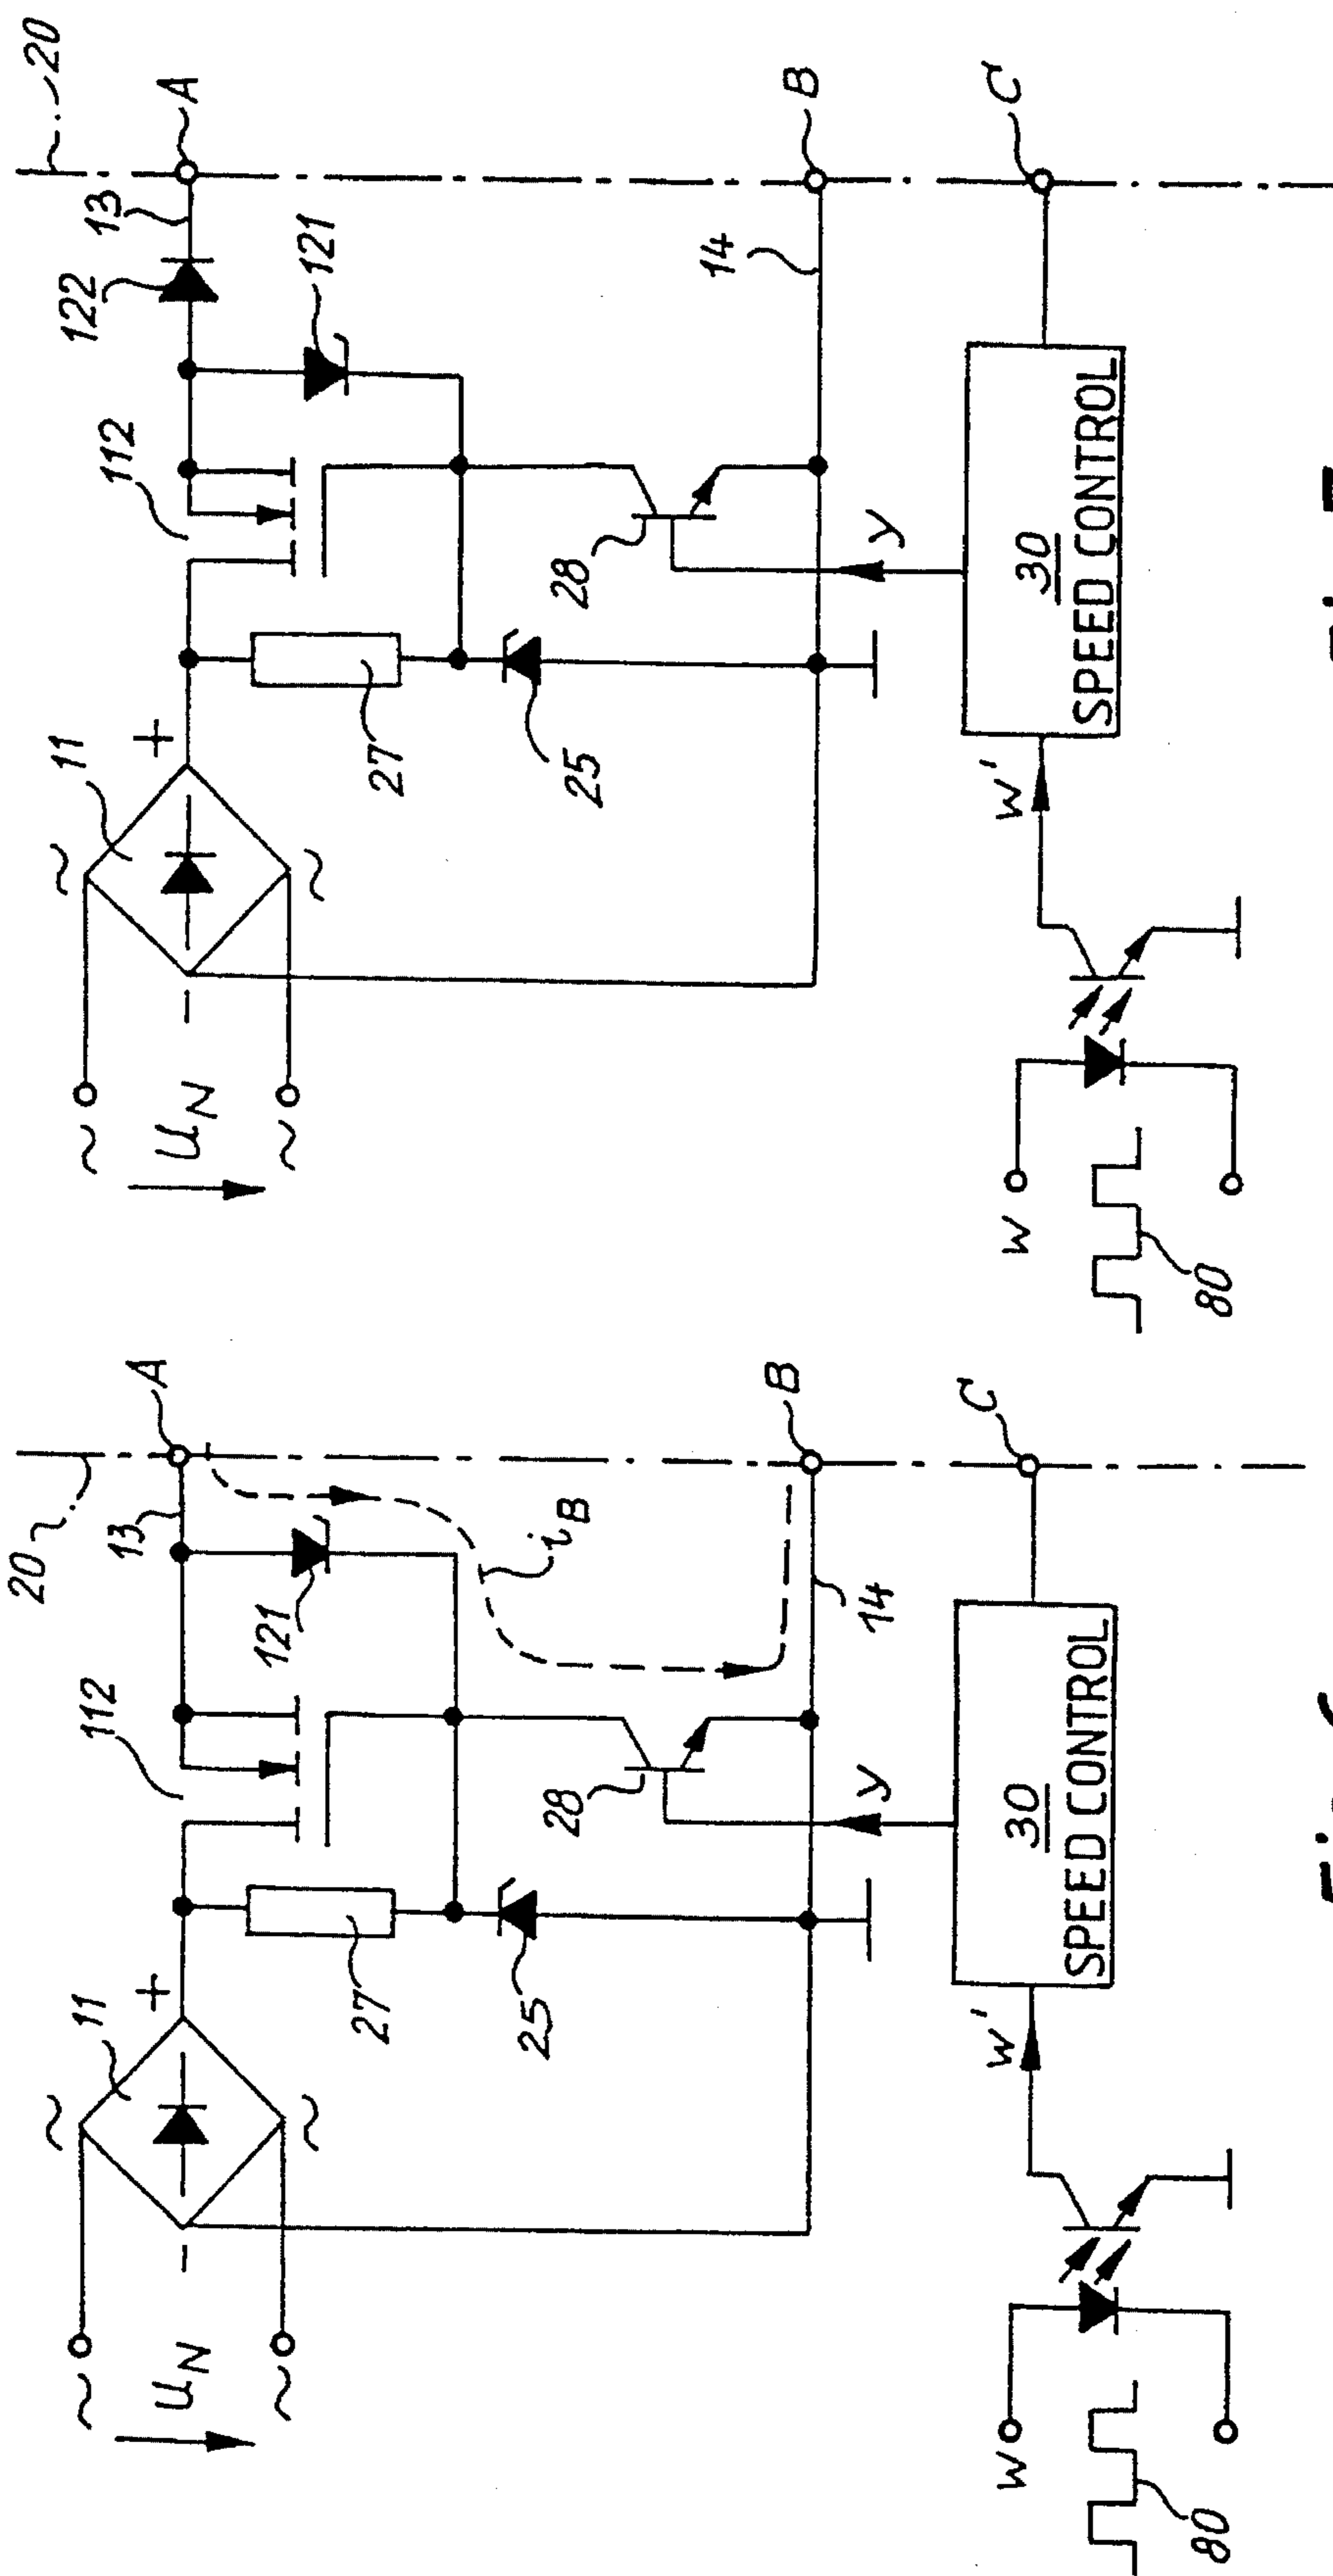 20
A
13
121
112
11
+
~
~
-
~
U_N
~
27
25
28
i_B
14
B
y
30
SPEED CONTROL
C
w'
w
80
20
A
13
122
121
112
11
+
~
~
-
~
U_N
~
27
25
28
14
B
y
30
SPEED CONTROL
C
w'
w
80